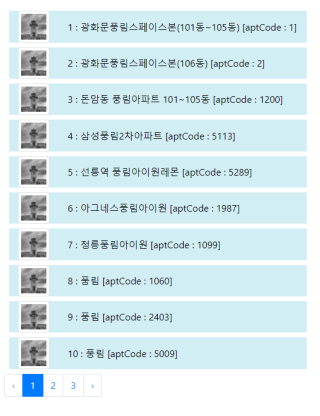 1 : 광화문풍림스페이스본(101동~105동) [aptCode : 1]
2 : 광화문풍림스페이스본(106동) [aptCode : 2]
3 : 돈암동 풍림아파트 101~105동 [aptCode : 1200]
4 : 삼성풍림2차아파트 [aptCode : 5113]
5 : 선릉역 풍림아이원레몬 [aptCode : 5289]
6 : 아그네스풍림아이원 [aptCode : 1987]
7 : 정릉풍림아이원 [aptCode : 1099]
8 : 풍림 [aptCode : 1060]
9 : 풍림 [aptCode : 2403]
10 : 풍림 [aptCode : 5009]
‹ 1 2 3 ›